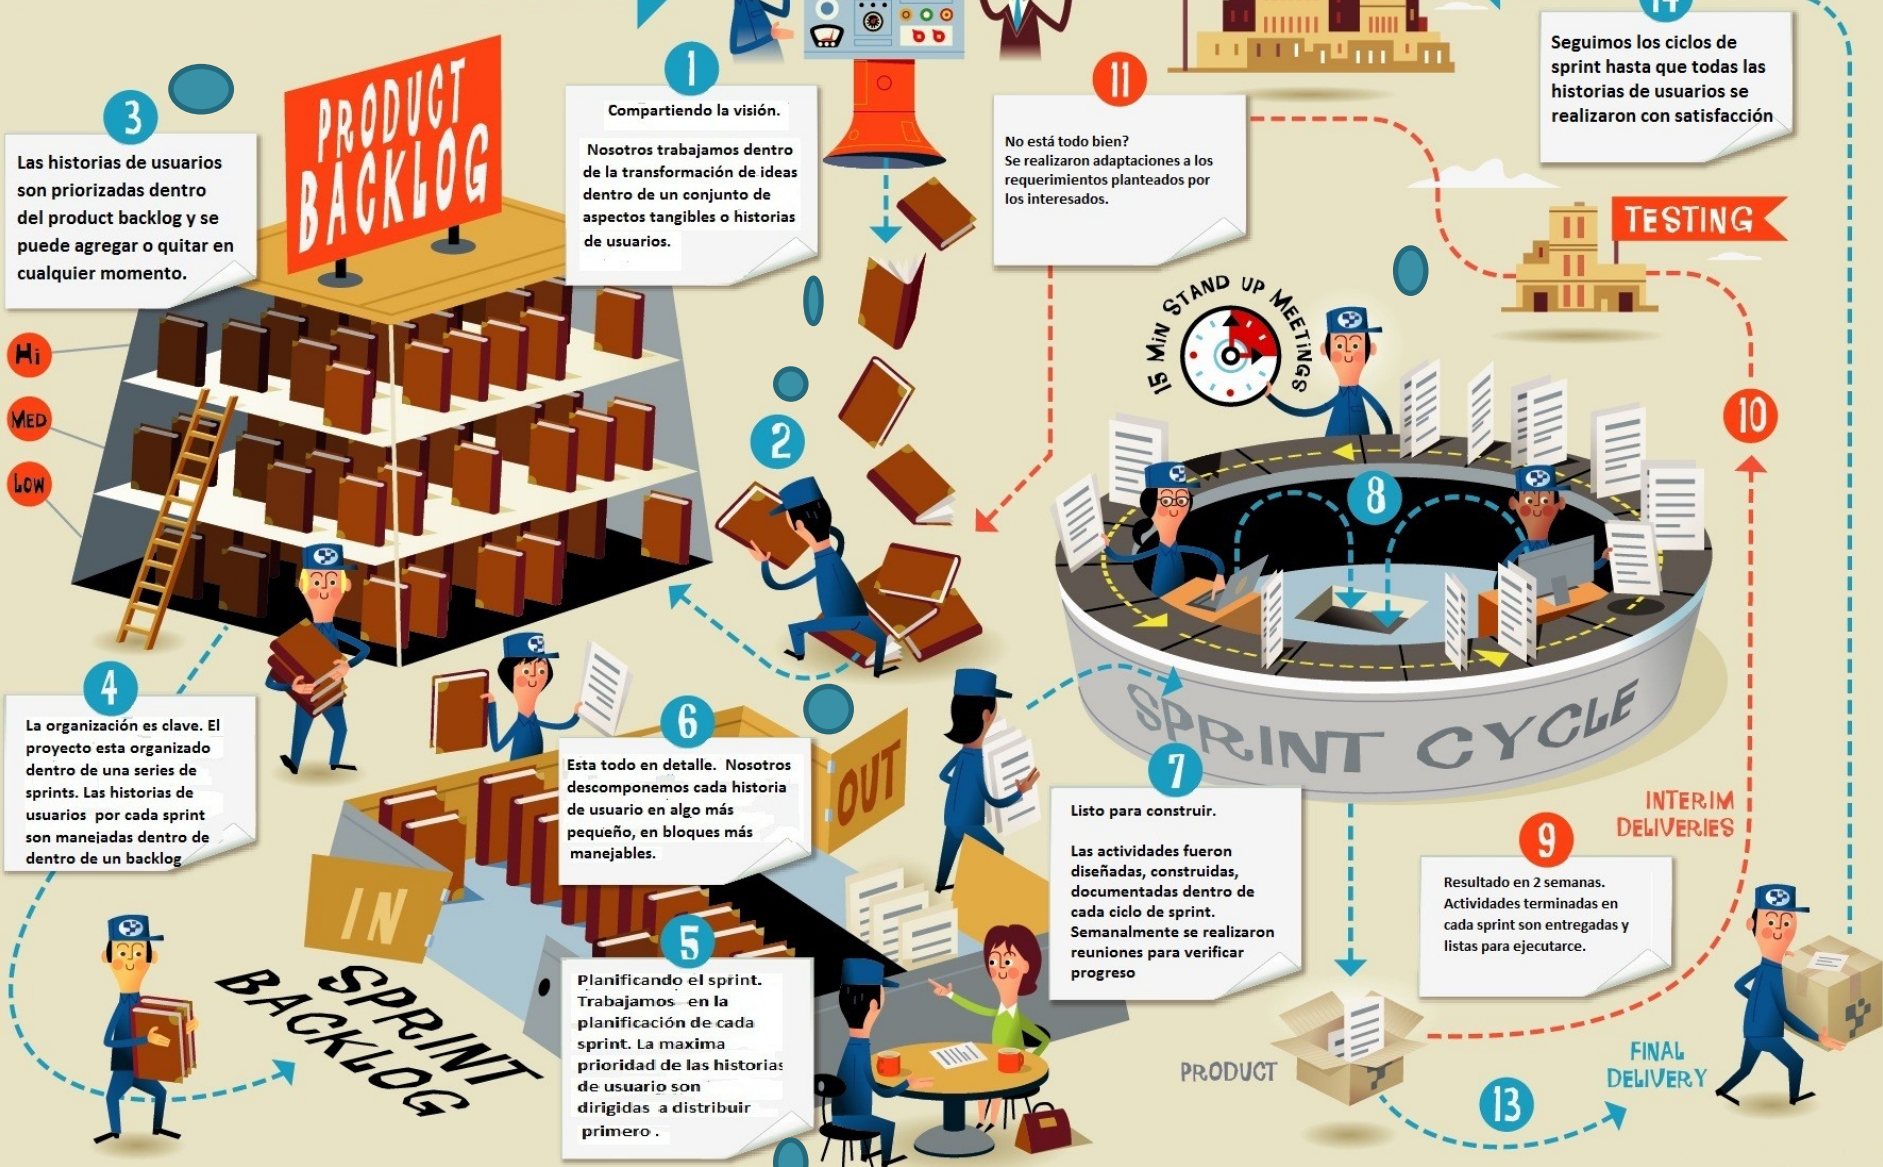 1
Compartiendo la visión.
Nosotros trabajamos dentro
de la transformación de ideas
dentro de un conjunto de
aspectos tangibles o historias
de usuarios.
2
3
Las historias de usuarios
son priorizadas dentro
del product backlog y se
puede agregar o quitar en
cualquier momento.
PRODUCT
BACKLOG
Hi
MED
LOW
4
La organización es clave. El
proyecto esta organizado
dentro de una series de
sprints. Las historias de
usuarios por cada sprint
son manejadas dentro de
dentro de un backlog
IN
SPRINT
BACKLOG
5
Planificando el sprint.
Trabajamos en la
planificación de cada
sprint. La maxima
prioridad de las historias
de usuario son
dirigidas a distribuir
primero .
6
Esta todo en detalle. Nosotros
descomponemos cada historia
de usuario en algo más
pequeño, en bloques más
manejables.
OUT
7
Listo para construir.
Las actividades fueron
diseñadas, construidas,
documentadas dentro de
cada ciclo de sprint.
Semanalmente se realizaron
reuniones para verificar
progreso
15 MIN STAND UP MEETINGS
8
SPRINT CYCLE
9
Resultado en 2 semanas.
Actividades terminadas en
cada sprint son entregadas y
listas para ejecutarce.
INTERIM
DELIVERIES
10
TESTING
11
No está todo bien?
Se realizaron adaptaciones a los
requerimientos planteados por
los interesados.
PRODUCT
13
FINAL
DELIVERY
14
Seguimos los ciclos de
sprint hasta que todas las
historias de usuarios se
realizaron con satisfacción